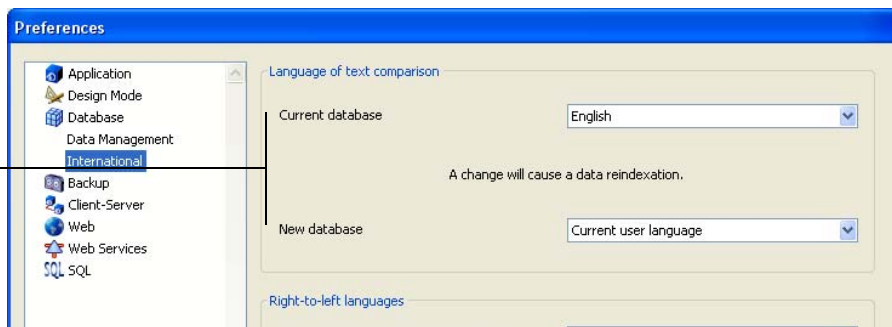 Preferences
Application
Design Mode
Database
Data Management
International
Backup
Client-Server
Web
Web Services
SQL SQL
Language of text comparison
Current database English
A change will cause a data reindexation.
New database Current user language
Right-to-left languages